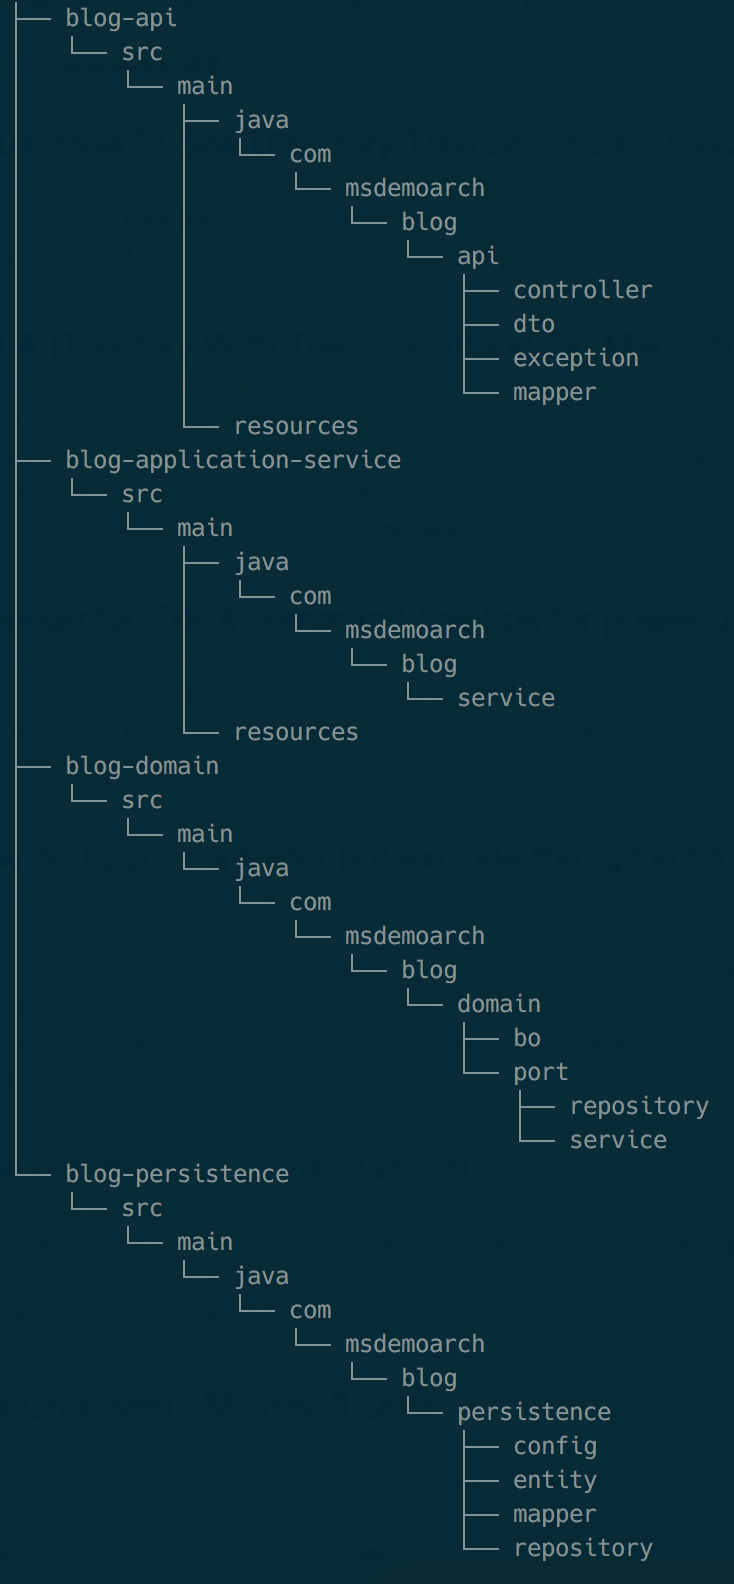 ├── blog-api
│   └── src
│       └── main
│           ├── java
│           │   └── com
│           │       └── msdemoarch
│           │           └── blog
│           │               └── api
│           │                   ├── controller
│           │                   ├── dto
│           │                   ├── exception
│           │                   └── mapper
│           └── resources
├── blog-application-service
│   └── src
│       └── main
│           ├── java
│           │   └── com
│           │       └── msdemoarch
│           │           └── blog
│           │               └── service
│           └── resources
├── blog-domain
│   └── src
│       └── main
│           └── java
│               └── com
│                   └── msdemoarch
│                       └── blog
│                           └── domain
│                               ├── bo
│                               └── port
│                                   ├── repository
│                                   └── service
└── blog-persistence
    └── src
        └── main
            └── java
                └── com
                    └── msdemoarch
                        └── blog
                            └── persistence
                                ├── config
                                ├── entity
                                ├── mapper
                                └── repository